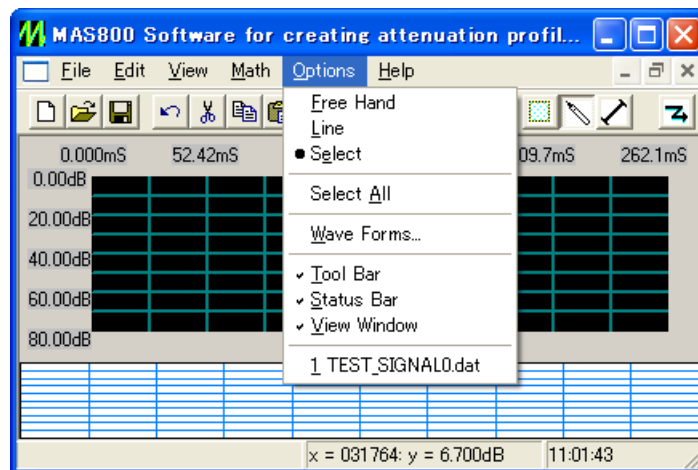 MAS800 Software for creating attenuation profil...
File Edit View Math Options Help
Free Hand
Line
Select
Select All
Wave Forms...
Tool Bar
Status Bar
View Window
1 TEST_SIGNAL0.dat
0.000mS 52.42mS 09.7mS 262.1mS
0.00dB
20.00dB
40.00dB
60.00dB
80.00dB
x = 031764: y = 6.700dB 11:01:43